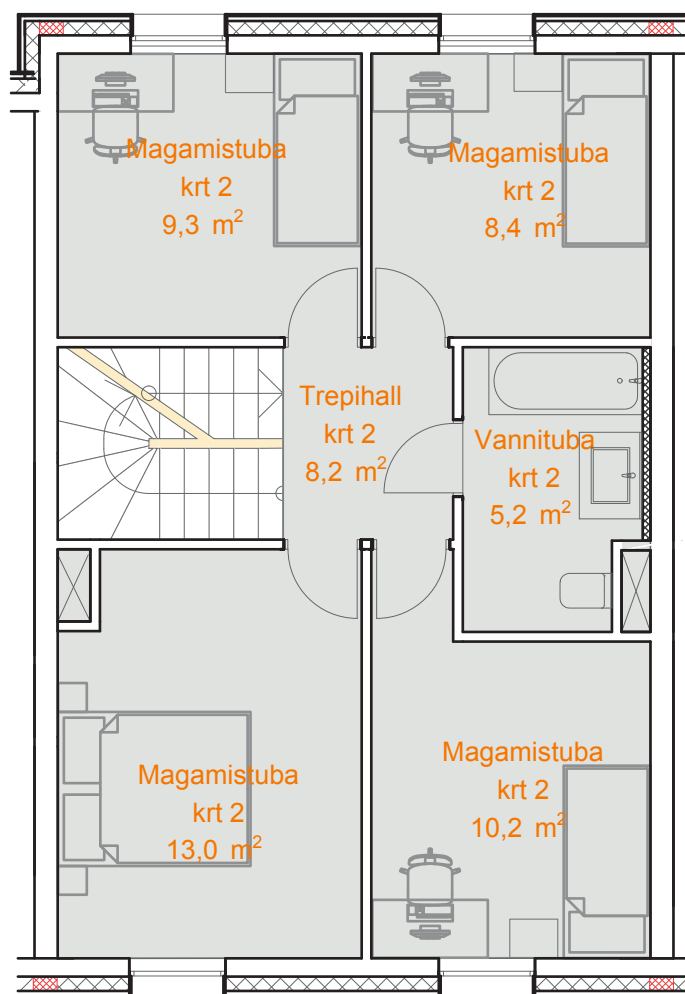 Magamistuba
krt 2
9,3 m²
Magamistuba
krt 2
8,4 m²
Trepihall
krt 2
8,2 m²
Vannituba
krt 2
5,2 m²
Magamistuba
krt 2
13,0 m²
Magamistuba
krt 2
10,2 m²